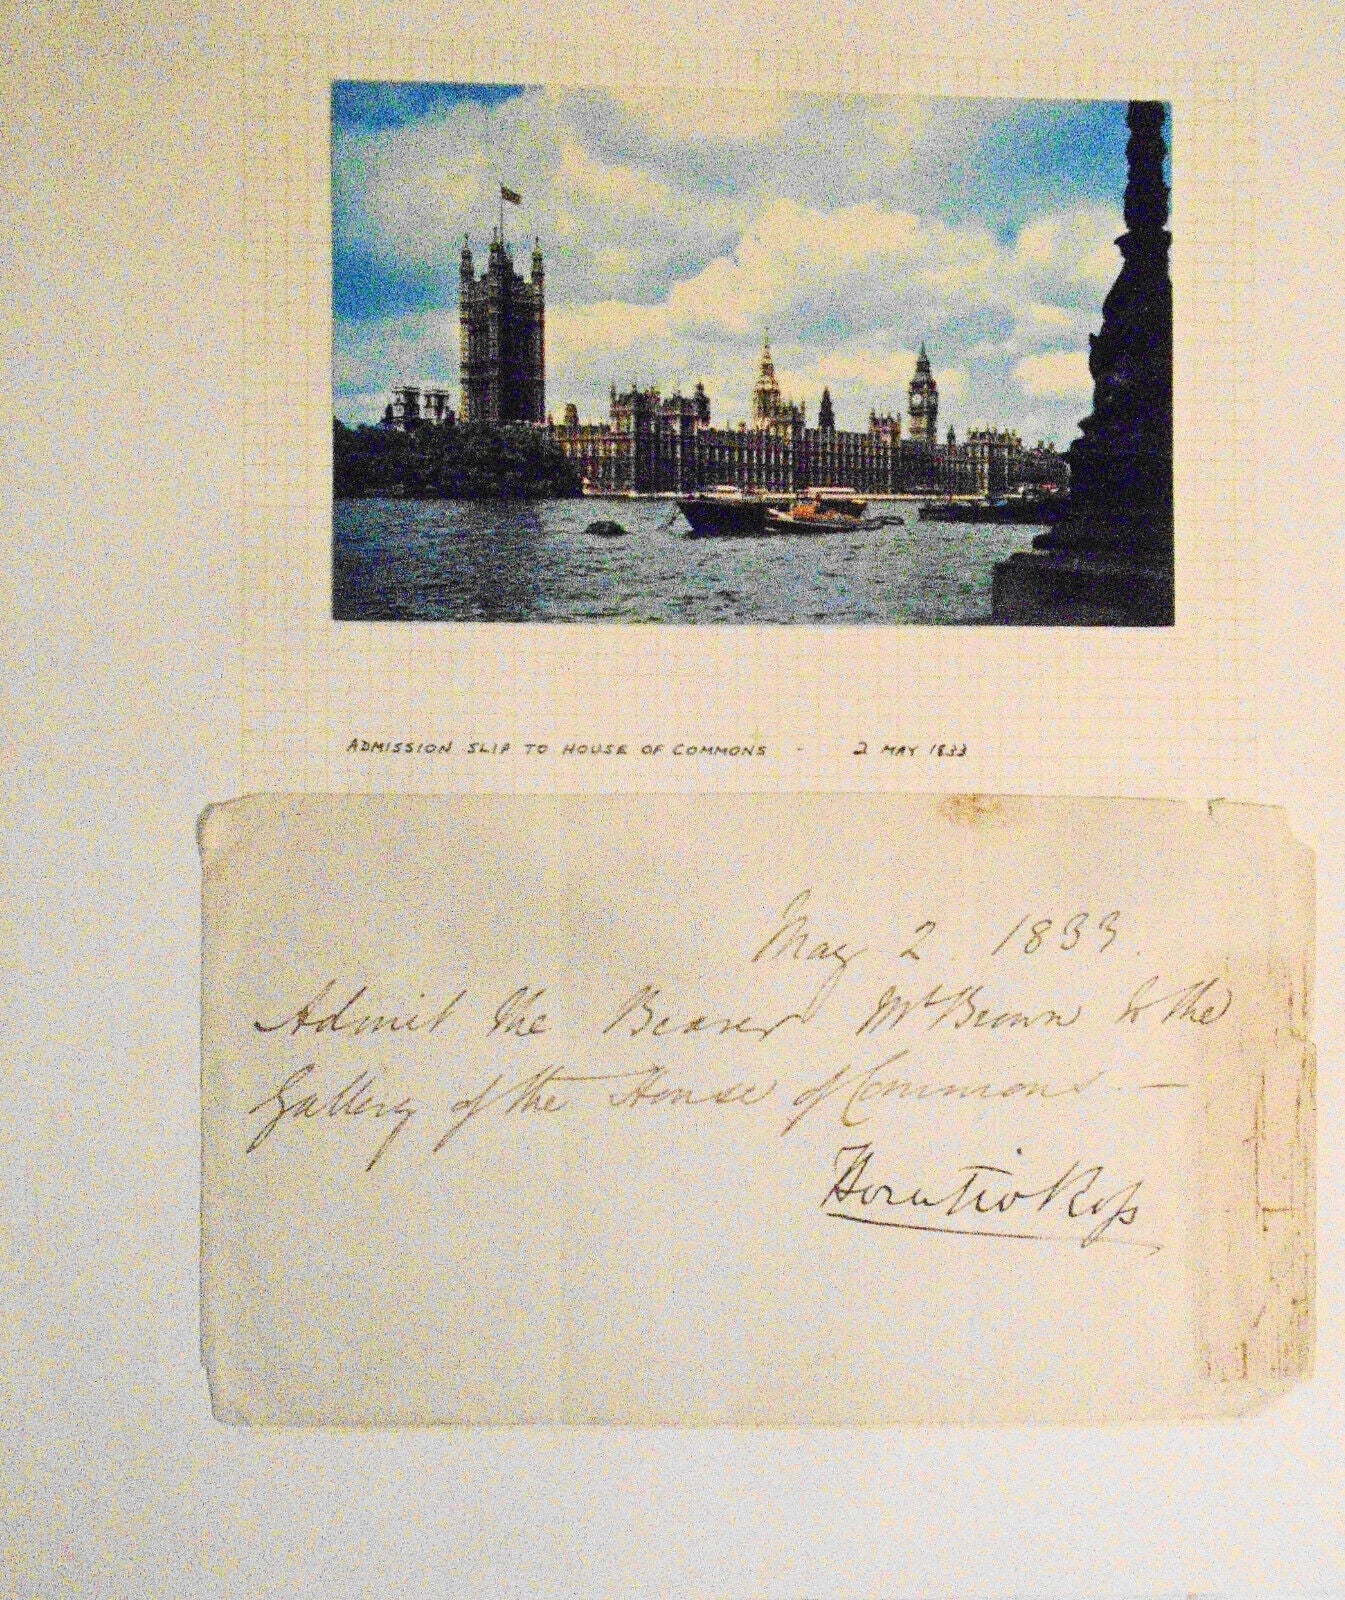 ADMISSION SLIP TO HOUSE OF COMMONS - 2 MAY 1833
May 2. 1833.
Admit the Bearer Mr Brown to the
Gallery of the House of Commons. —
Horatio Ross